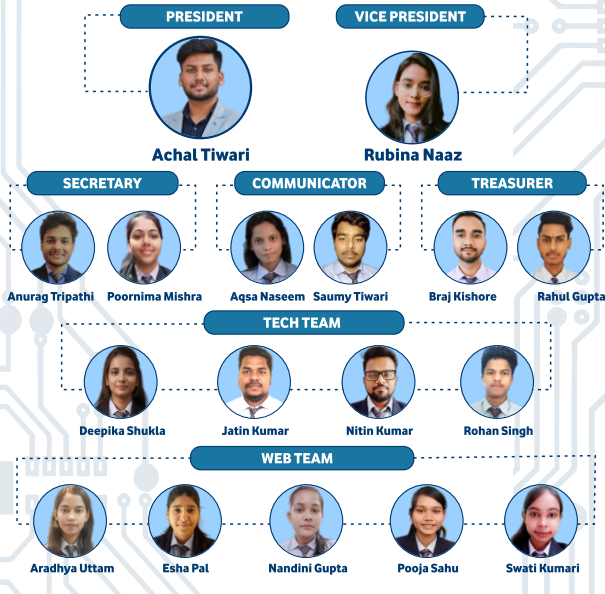 PRESIDENT
VICE PRESIDENT
Achal Tiwari
Rubina Naaz
SECRETARY
COMMUNICATOR
TREASURER
Anurag Tripathi
Poornima Mishra
Aqsa Naseem
Saumy Tiwari
Braj Kishore
Rahul Gupta
TECH TEAM
Deepika Shukla
Jatin Kumar
Nitin Kumar
Rohan Singh
WEB TEAM
Aradhya Uttam
Esha Pal
Nandini Gupta
Pooja Sahu
Swati Kumari